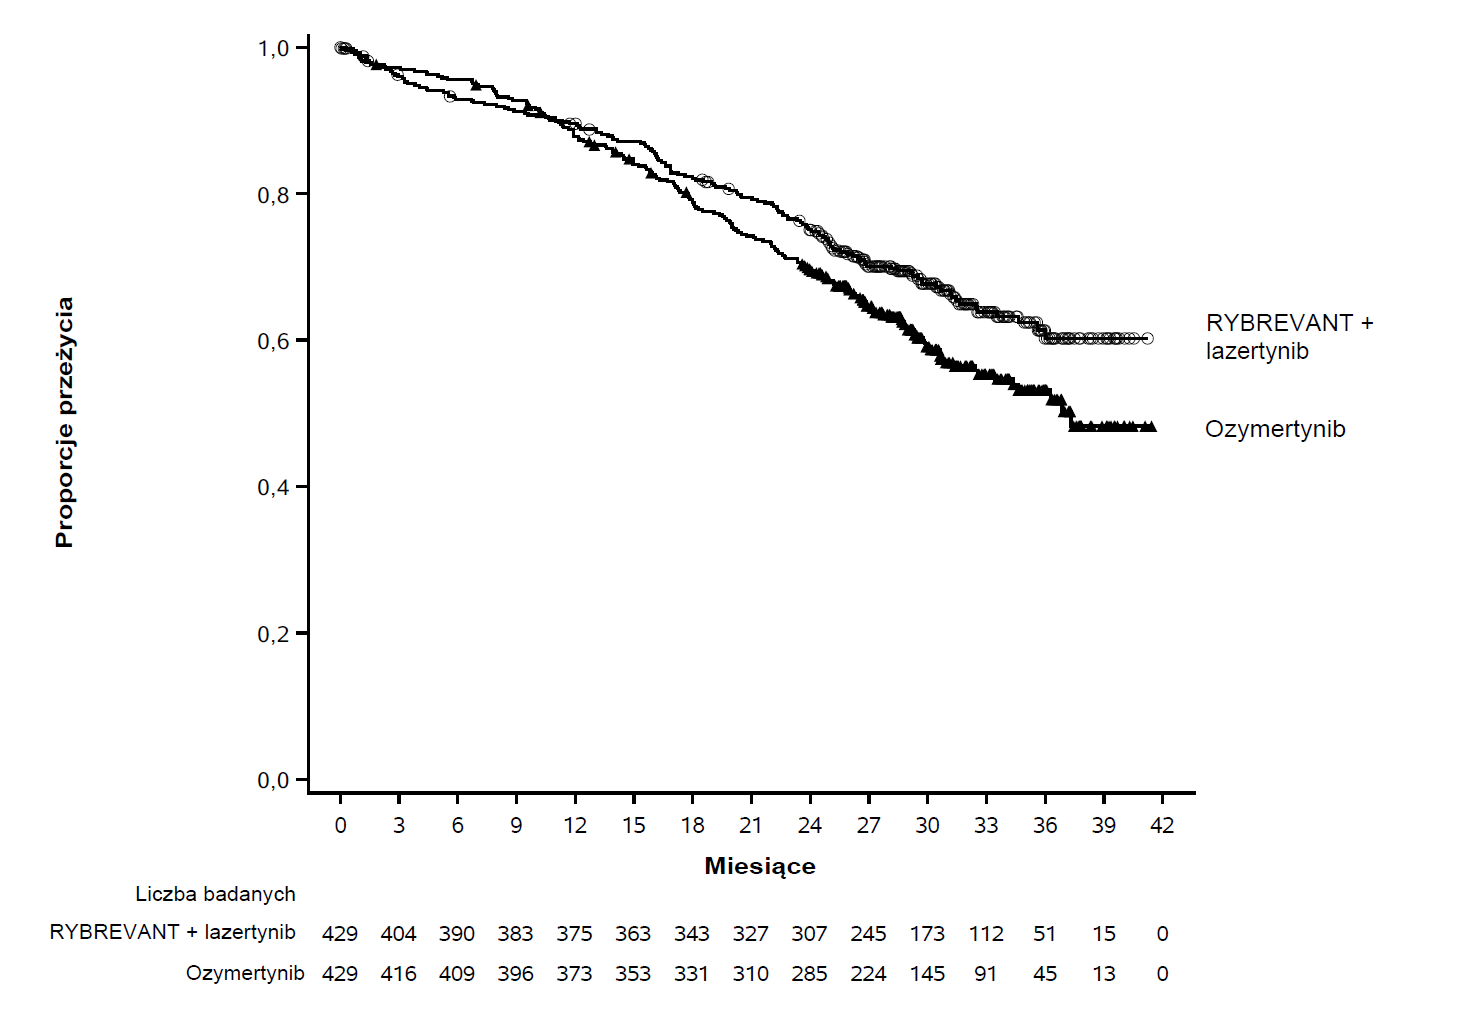 1,0
0,8
0,6
0,4
0,2
0,0
Proporcje przeżycia
RYBREVANT +
lazertynib
Ozymertynib
0 3 6 9 12 15 18 21 24 27 30 33 36 39 42
Miesiące
Liczba badanych
RYBREVANT + lazertynib 429 404 390 383 375 363 343 327 307 245 173 112 51 15 0
Ozymertynib 429 416 409 396 373 353 331 310 285 224 145 91 45 13 0